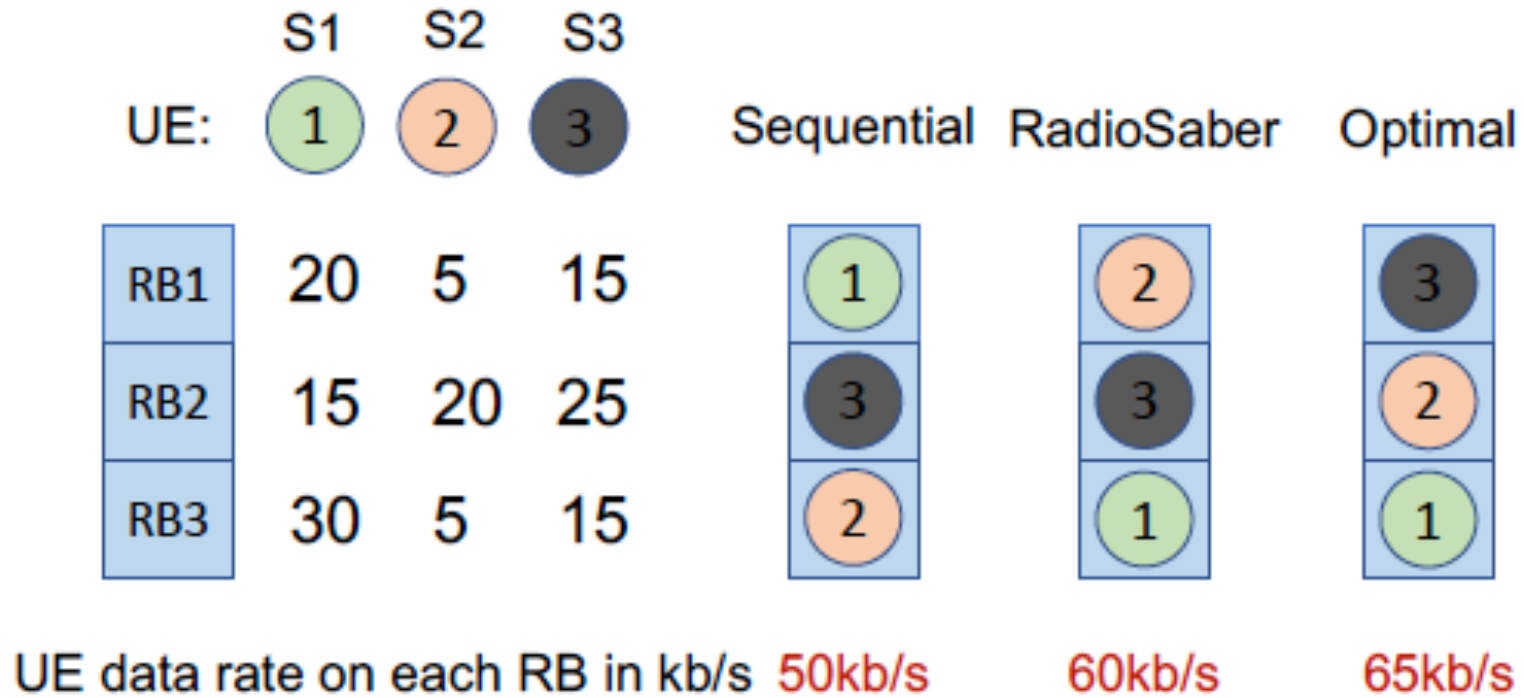 S1 S2 S3
UE: 1 2 3 Sequential RadioSaber Optimal
RB1 20 5 15 1 2 3
RB2 15 20 25 3 3 2
RB3 30 5 15 2 1 1
UE data rate on each RB in kb/s 50kb/s 60kb/s 65kb/s